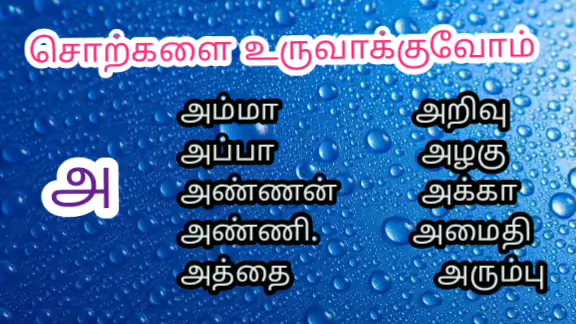 சொற்களை உருவாக்குவோம்
அ
அம்மா
அப்பா
அண்ணன்
அண்ணி.
அத்தை
அறிவு
அழகு
அக்கா
அமைதி
அரும்பு